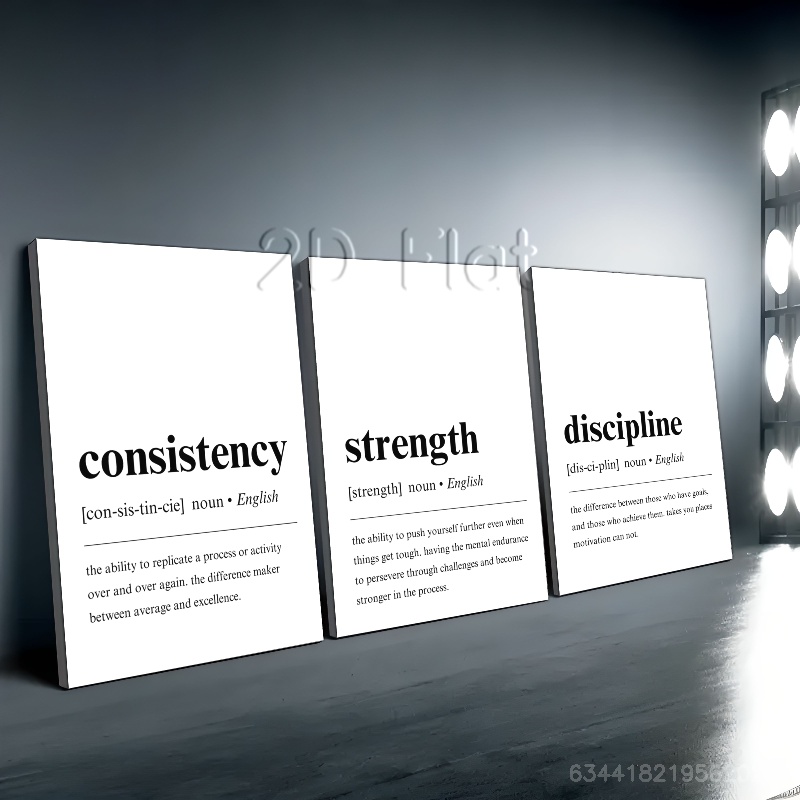 2D Flat
consistency
[con-sis-tin-cie] noun • English
the ability to replicate a process or activity
over and over again. the difference maker
between average and excellence.
strength
[strength] noun • English
the ability to push yourself further even when
things get tough, having the mental endurance
to persevere through challenges and become
stronger in the process.
discipline
[dis-ci-plin] noun • English
the difference between those who have goals,
and those who achieve them. takes you places
motivation can not.